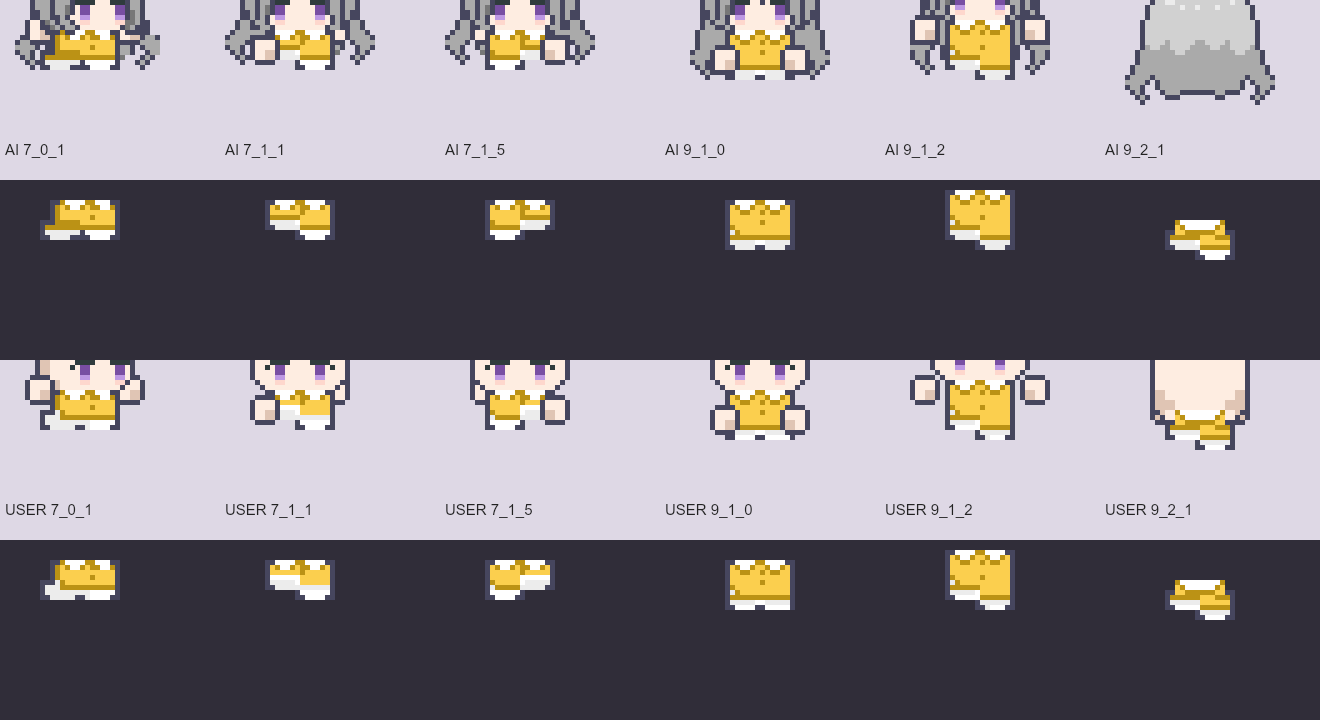 AI 7_0_1
AI 7_1_1
AI 7_1_5
AI 9_1_0
AI 9_1_2
AI 9_2_1
USER 7_0_1
USER 7_1_1
USER 7_1_5
USER 9_1_0
USER 9_1_2
USER 9_2_1